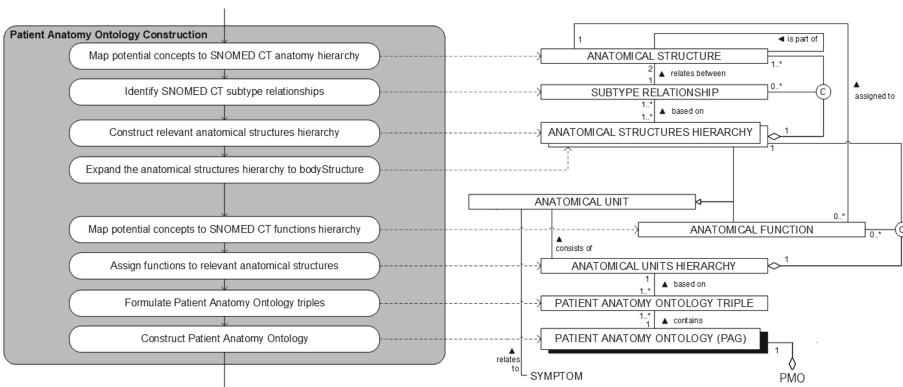 Patient Anatomy Ontology Construction
Map potential concepts to SNOMED CT anatomy hierarchy
Identify SNOMED CT subtype relationships
Construct relevant anatomical structures hierarchy
Expand the anatomical structures hierarchy to bodyStructure
Map potential concepts to SNOMED CT functions hierarchy
Assign functions to relevant anatomical structures
Formulate Patient Anatomy Ontology triples
Construct Patient Anatomy Ontology
1
◄ is part of
ANATOMICAL STRUCTURE
1..*
2
▲ relates between
1
SUBTYPE RELATIONSHIP
0..*
C
▲
assigned to
1..*
▲ based on
1..*
ANATOMICAL STRUCTURES HIERARCHY
1
1
ANATOMICAL UNIT
0..*
ANATOMICAL FUNCTION
0..*
C
▲
consists of
ANATOMICAL UNITS HIERARCHY
1
1
▲ based on
1..*
PATIENT ANATOMY ONTOLOGY TRIPLE
1..*
▲ contains
1
PATIENT ANATOMY ONTOLOGY (PAG)
1
▲
relates
to
SYMPTOM
PMO